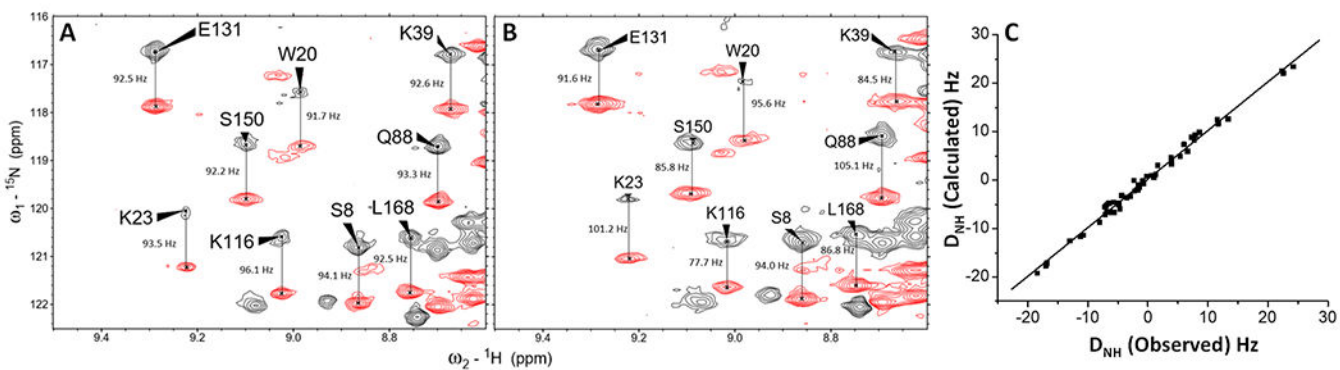 A
E131
92.5 Hz
W20
91.7 Hz
K39
92.6 Hz
S150
92.2 Hz
Q88
93.3 Hz
K23
93.5 Hz
K116
96.1 Hz
S8
94.1 Hz
L168
92.5 Hz
116
117
118
119
120
121
122
ω₁ - ¹⁵N (ppm)
9.4
9.2
9.0
8.8
B
E131
91.6 Hz
W20
95.6 Hz
K39
84.5 Hz
S150
85.8 Hz
Q88
105.1 Hz
K23
101.2 Hz
K116
77.7 Hz
S8
94.0 Hz
L168
86.8 Hz
9.4
9.2
9.0
8.8
ω₂ - ¹H (ppm)
C
30
20
10
0
-10
-20
DNH (Calculated) Hz
-20
-10
0
10
20
30
DNH (Observed) Hz